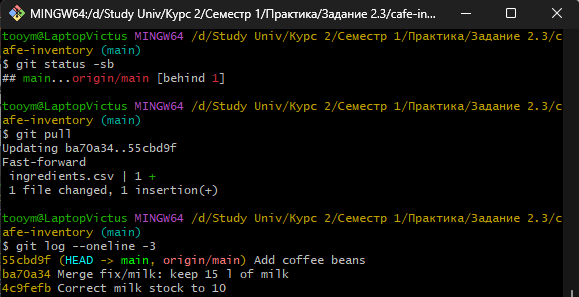 MINGW64:/d/Study Univ/Курс 2/Семестр 1/Практика/Задание 2.3/cafe-in...
tooym@LaptopVictus MINGW64 /d/Study Univ/Курс 2/Семестр 1/Практика/Задание 2.3/c
afe-inventory (main)
$ git status -sb
## main...origin/main [behind 1]
tooym@LaptopVictus MINGW64 /d/Study Univ/Курс 2/Семестр 1/Практика/Задание 2.3/c
afe-inventory (main)
$ git pull
Updating ba70a34..55cbd9f
Fast-forward
 ingredients.csv | 1 +
 1 file changed, 1 insertion(+)
tooym@LaptopVictus MINGW64 /d/Study Univ/Курс 2/Семестр 1/Практика/Задание 2.3/c
afe-inventory (main)
$ git log --oneline -3
55cbd9f (HEAD -> main, origin/main) Add coffee beans
ba70a34 Merge fix/milk: keep 15 l of milk
4c9fefb Correct milk stock to 10